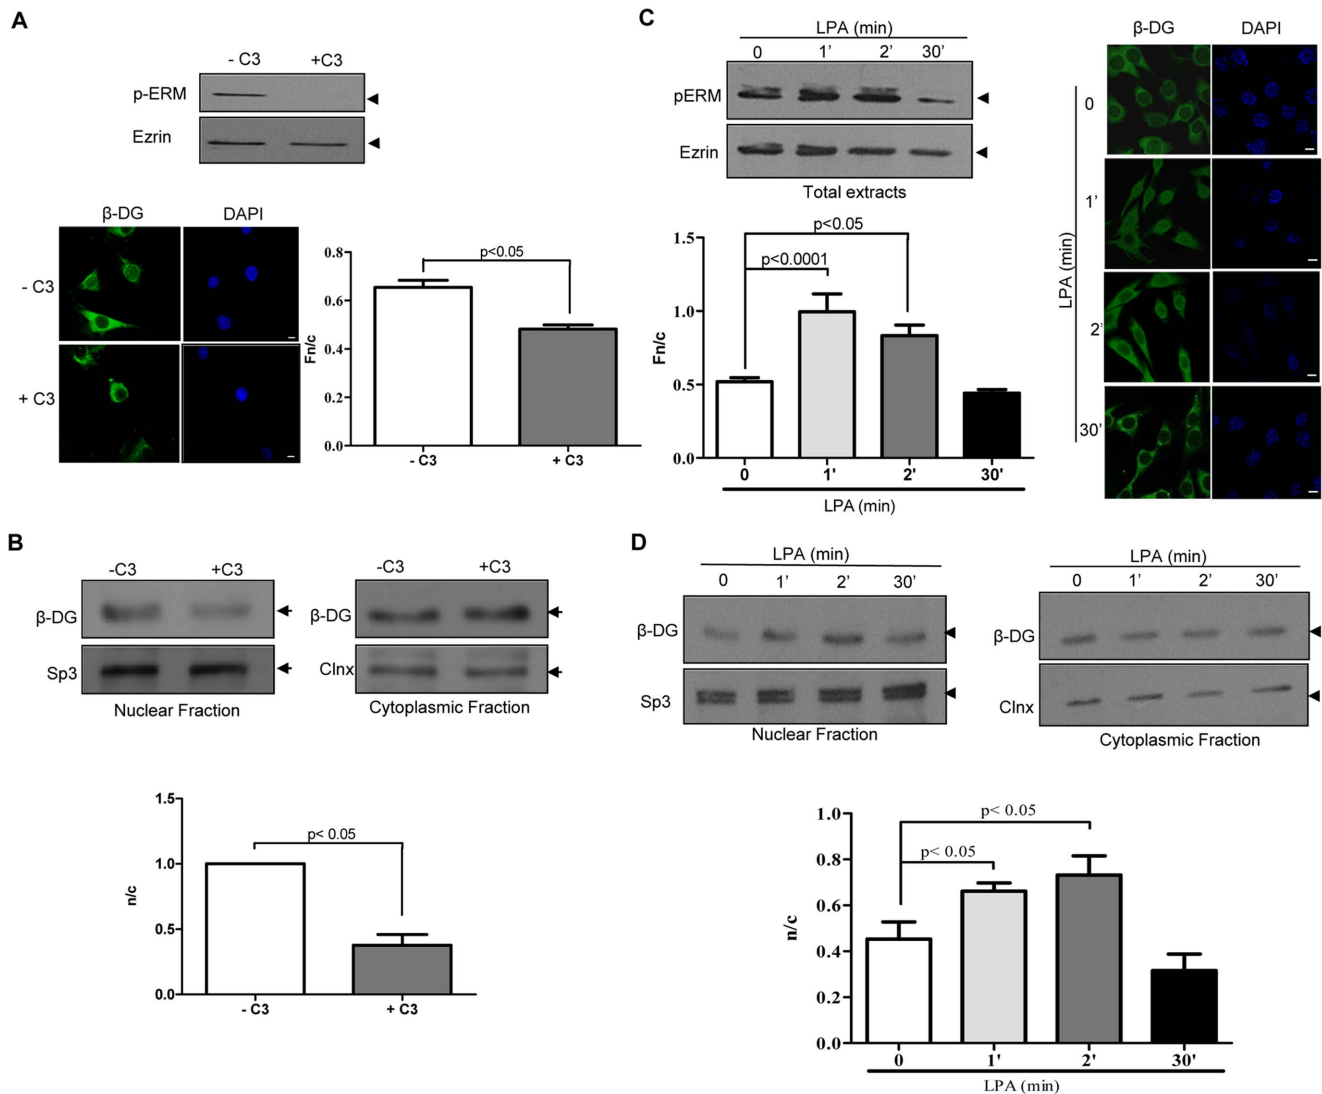 A
- C3 +C3
p-ERM
Ezrin
β-DG DAPI
- C3
+ C3
p<0.05
0.8
0.6
0.4
0.2
0.0
Fn/c
- C3 + C3
C
LPA (min)
0 1' 2' 30'
pERM
Ezrin
Total extracts
p<0.05
p<0.0001
1.5
1.0
0.5
0.0
Fn/c
0 1' 2' 30'
LPA (min)
β-DG DAPI
0
1'
2'
30'
LPA (min)
B
-C3 +C3
β-DG
Sp3
Nuclear Fraction
-C3 +C3
β-DG
Clnx
Cytoplasmic Fraction
p< 0.05
1.5
1.0
0.5
0.0
n/c
- C3 + C3
D
LPA (min)
0 1' 2' 30'
β-DG
Sp3
Nuclear Fraction
LPA (min)
0 1' 2' 30'
β-DG
Clnx
Cytoplasmic Fraction
p< 0.05
p< 0.05
1.0
0.8
0.6
0.4
0.2
0.0
n/c
0 1' 2' 30'
LPA (min)